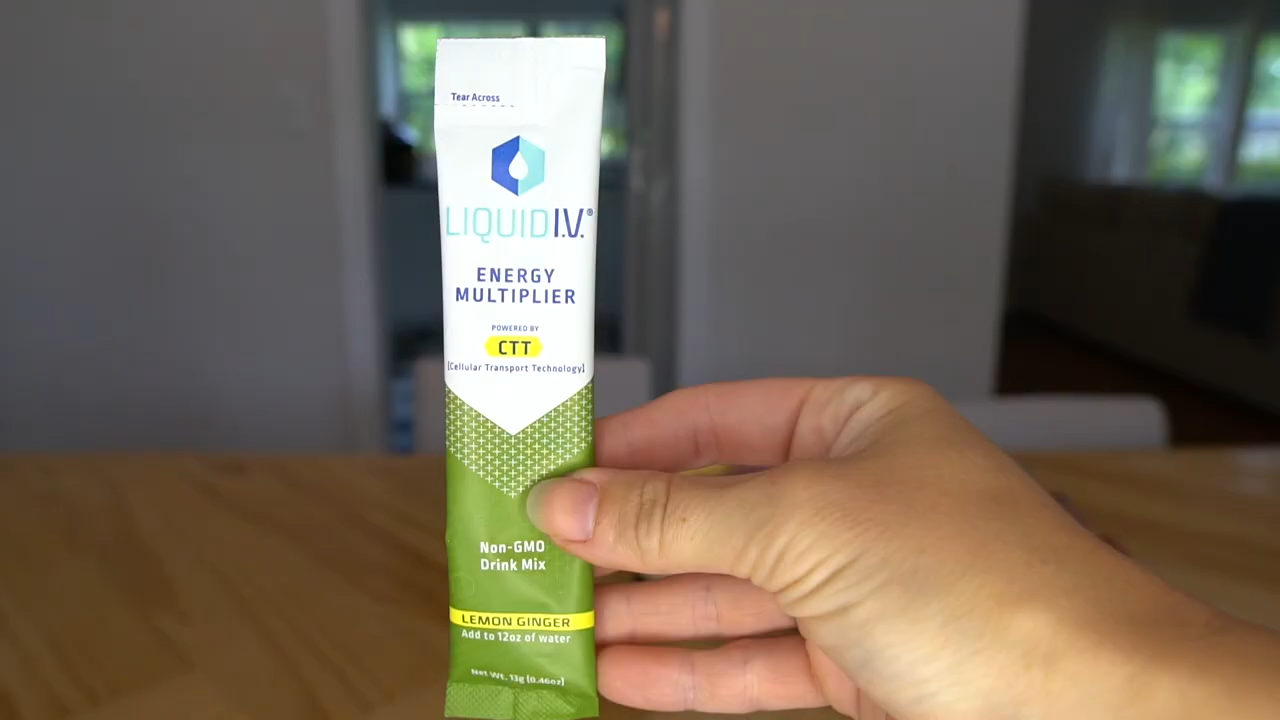 Tear Across
LIQUID I.V.®
ENERGY
MULTIPLIER
POWERED BY
CTT
[Cellular Transport Technology]
Non-GMO
Drink Mix
LEMON GINGER
Add to 12oz of water
Net Wt. 13g [0.46oz]